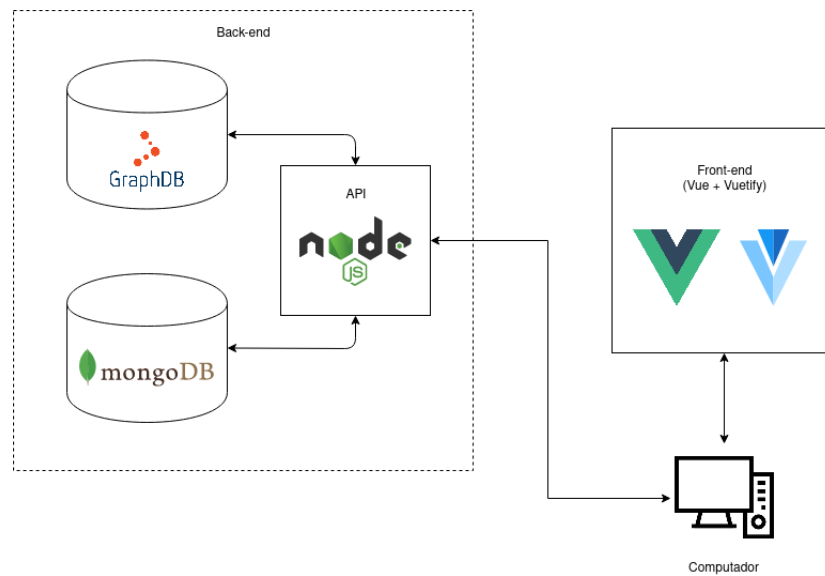 Back-end
GraphDB
API
node
JS
mongoDB
Front-end
(Vue + Vuetify)
Computador